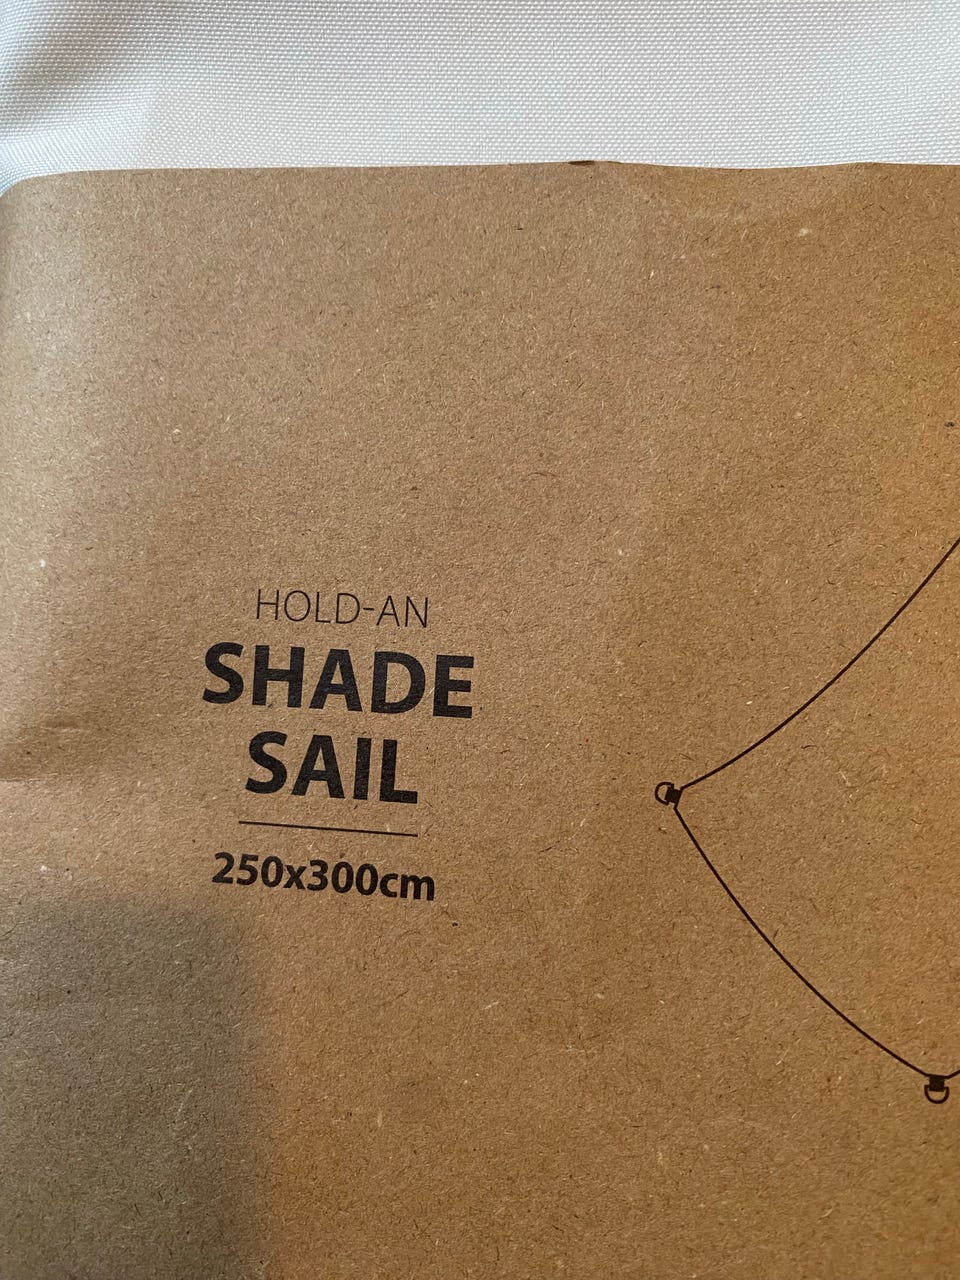 HOLD-AN
SHADE
SAIL
250x300cm